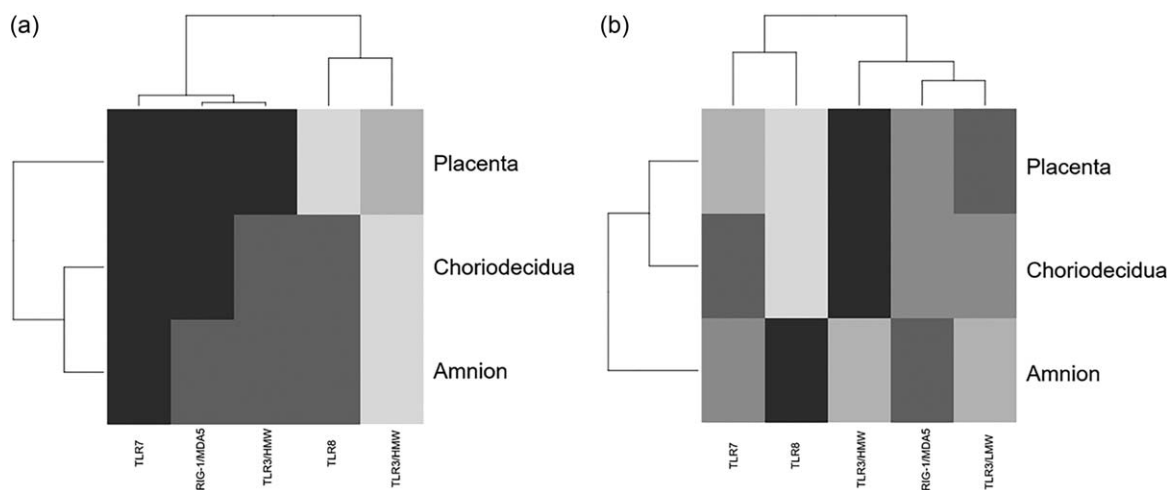 (a)
Placenta
Choriodecidua
Amnion
TLR7
RIG-1/MDA5
TLR3/HMW
TLR8
TLR3/HMW
(b)
Placenta
Choriodecidua
Amnion
TLR7
TLR8
TLR3/HMW
RIG-1/MDA5
TLR3/LMW